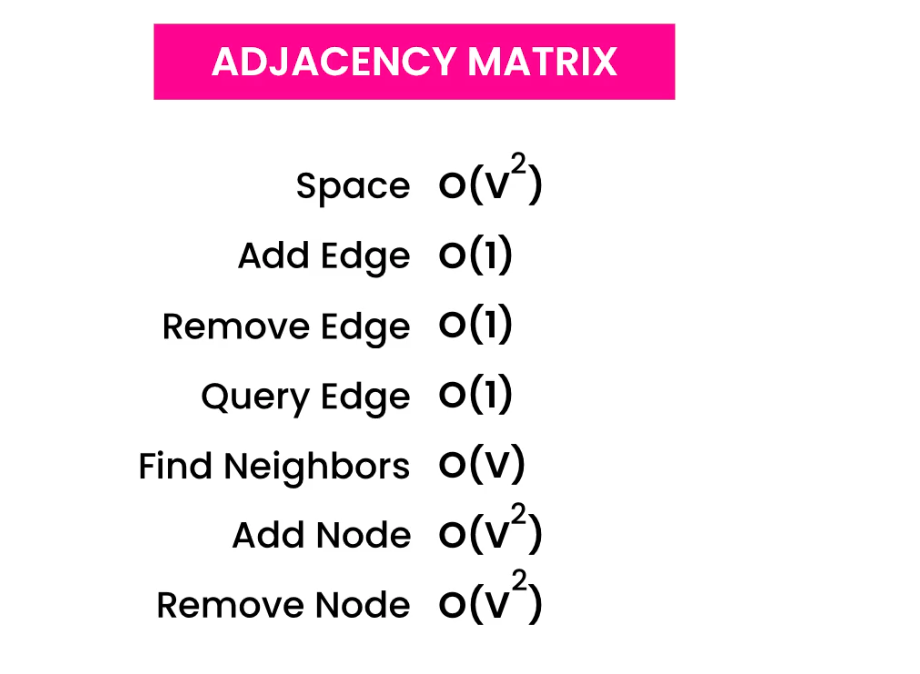 ADJACENCY MATRIX
Space O(V²)
Add Edge O(1)
Remove Edge O(1)
Query Edge O(1)
Find Neighbors O(V)
Add Node O(V²)
Remove Node O(V²)